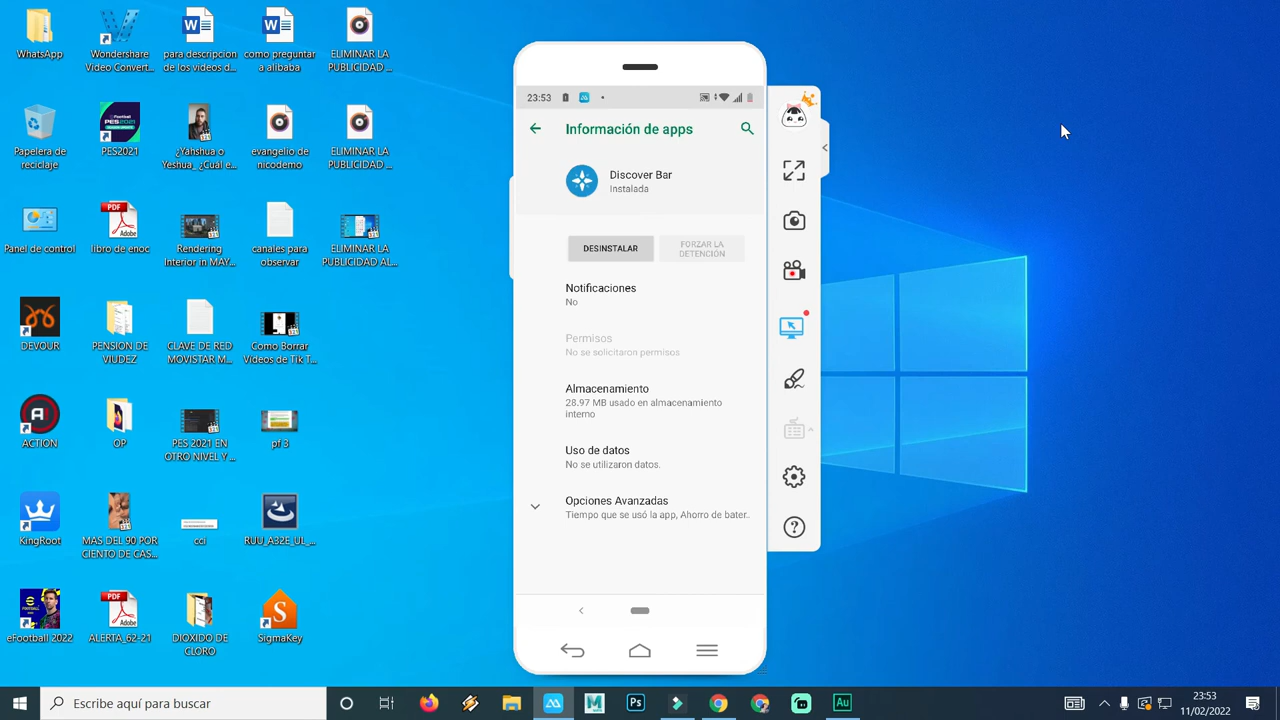 WhatsApp
Wondershare
Video Convert...
para descripcion
de los videos d...
como preguntar
a alibaba
ELIMINAR LA
PUBLICIDAD ...
Papelera de
reciclaje
PES2021
¿Yahshua o
Yeshua_ ¿Cuál e...
evangelio de
nicodemo
ELIMINAR LA
PUBLICIDAD ...
Panel de control
libro de enoc
Rendering
Interior in MAY...
canales para
observar
ELIMINAR LA
PUBLICIDAD AL...
DEVOUR
PENSION DE
VIUDEZ
CLAVE DE RED
MOVISTAR M...
Como Borrar
Videos de Tik T...
ACTION
OP
PES 2021 EN
OTRO NIVEL Y ...
pf 3
KingRoot
MAS DEL 90 POR
CIENTO DE CAS...
cci
RUU_A32E_UL_...
eFootball 2022
ALERTA_62-21
DIOXIDO DE
CLORO
SigmaKey
23:53
Información de apps
Discover Bar
Instalada
DESINSTALAR
FORZAR LA
DETENCIÓN
Notificaciones
No
Permisos
No se solicitaron permisos
Almacenamiento
28.97 MB usado en almacenamiento
interno
Uso de datos
No se utilizaron datos.
Opciones Avanzadas
Tiempo que se usó la app, Ahorro de bater..
Escribe aquí para buscar
Ps
Au
23:53
11/02/2022